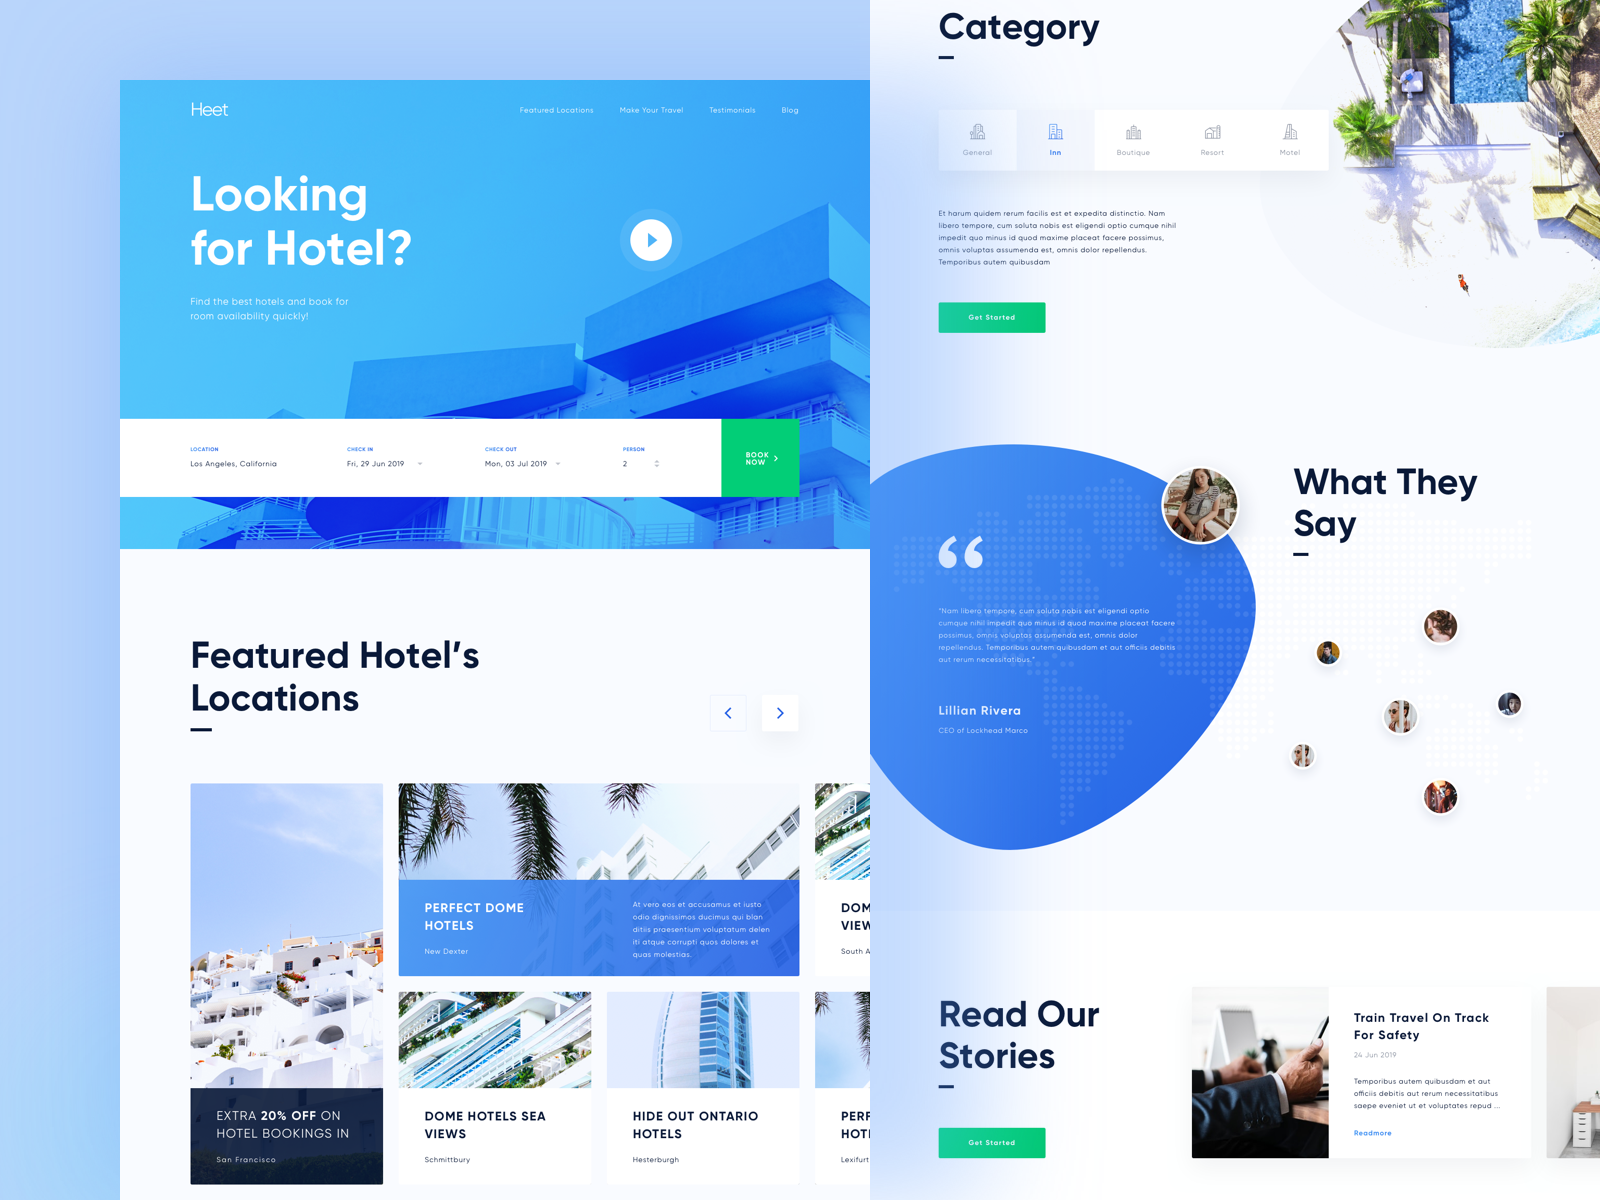 Heet
Featured Locations
Make Your Travel
Testimonials
Blog
Looking
for Hotel?
Find the best hotels and book for
room availability quickly!
LOCATION
Los Angeles, California
CHECK IN
Fri, 29 Jun 2019
CHECK OUT
Mon, 03 Jul 2019
PERSON
2
BOOK
NOW
Featured Hotel's
Locations
EXTRA 20% OFF ON
HOTEL BOOKINGS IN
San Francisco
PERFECT DOME
HOTELS
New Dexter
At vero eos et accusamus et iusto
odio dignissimos ducimus qui blan
ditiis praesentium voluptatum delen
iti atque corrupti quos dolores et
quas molestias.
DOM
VIEW
South A
DOME HOTELS SEA
VIEWS
Schmittbury
HIDE OUT ONTARIO
HOTELS
Hesterburgh
PERF
HOT
Lexifurt
Category
General
Inn
Boutique
Resort
Motel
Et harum quidem rerum facilis est et expedita distinctio. Nam
libero tempore, cum soluta nobis est eligendi optio cumque nihil
impedit quo minus id quod maxime placeat facere possimus,
omnis voluptas assumenda est, omnis dolor repellendus.
Temporibus autem quibusdam
Get Started
What They
Say
“
"Nam libero tempore, cum soluta nobis est eligendi optio
cumque nihil impedit quo minus id quod maxime placeat facere
possimus, omnis voluptas assumenda est, omnis dolor
repellendus. Temporibus autem quibusdam et aut officiis debitis
aut rerum necessitatibus."
Lillian Rivera
CEO of Lockhead Marco
Read Our
Stories
Get Started
Train Travel On Track
For Safety
24 Jun 2019
Temporibus autem quibusdam et aut
officiis debitis aut rerum necessitatibus
saepe eveniet ut et voluptates repud ...
Readmore